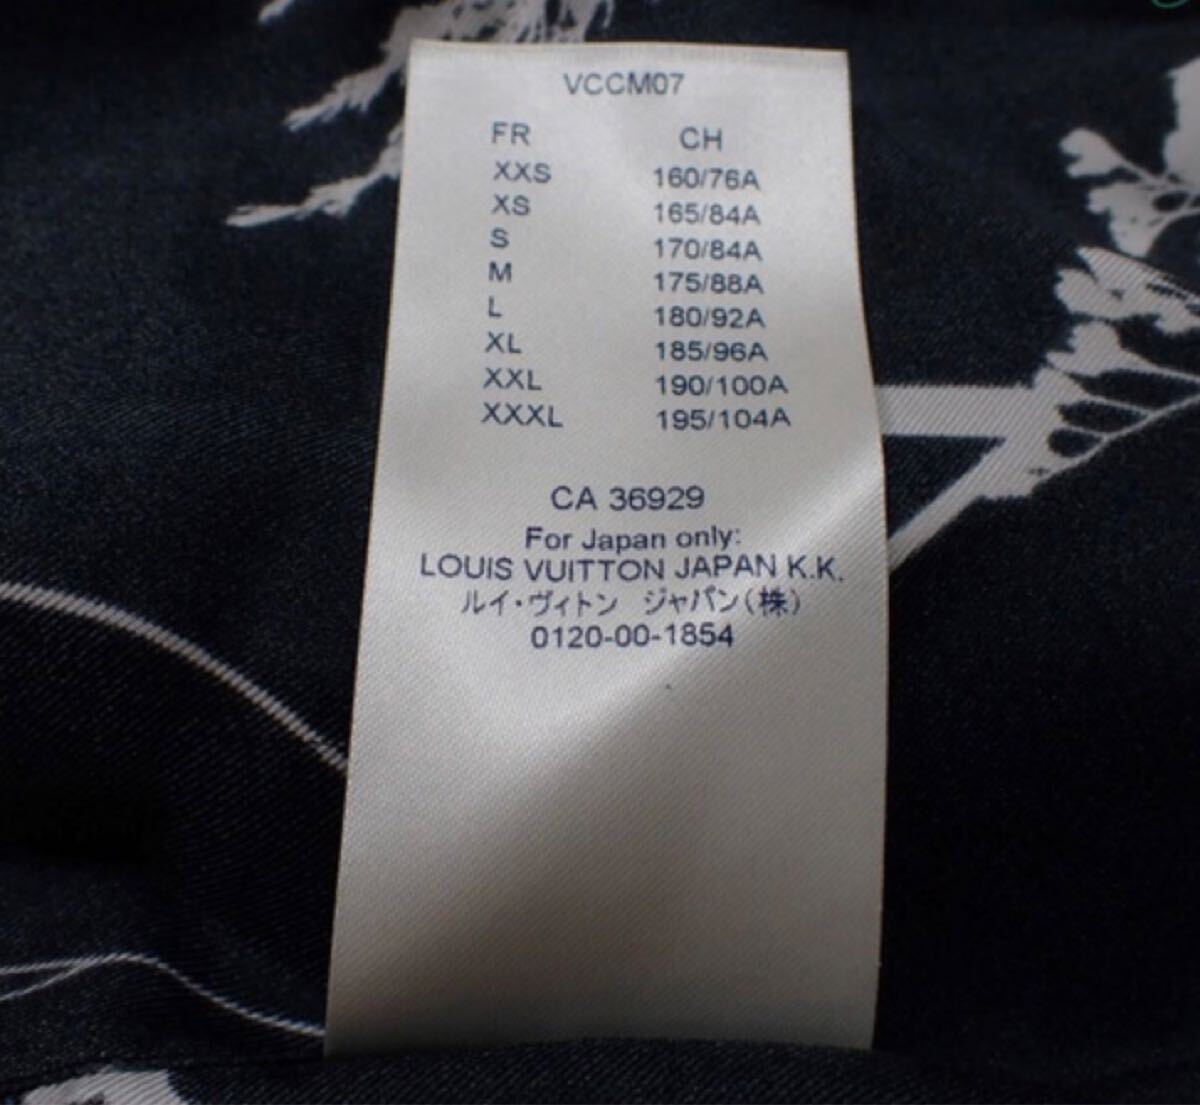 VCCM07
FR CH
XXS 160/76A
XS 165/84A
S 170/84A
M 175/88A
L 180/92A
XL 185/96A
XXL 190/100A
XXXL 195/104A
CA 36929
For Japan only:
LOUIS VUITTON JAPAN K.K.
ルイ・ヴィトン ジャパン(株)
0120-00-1854